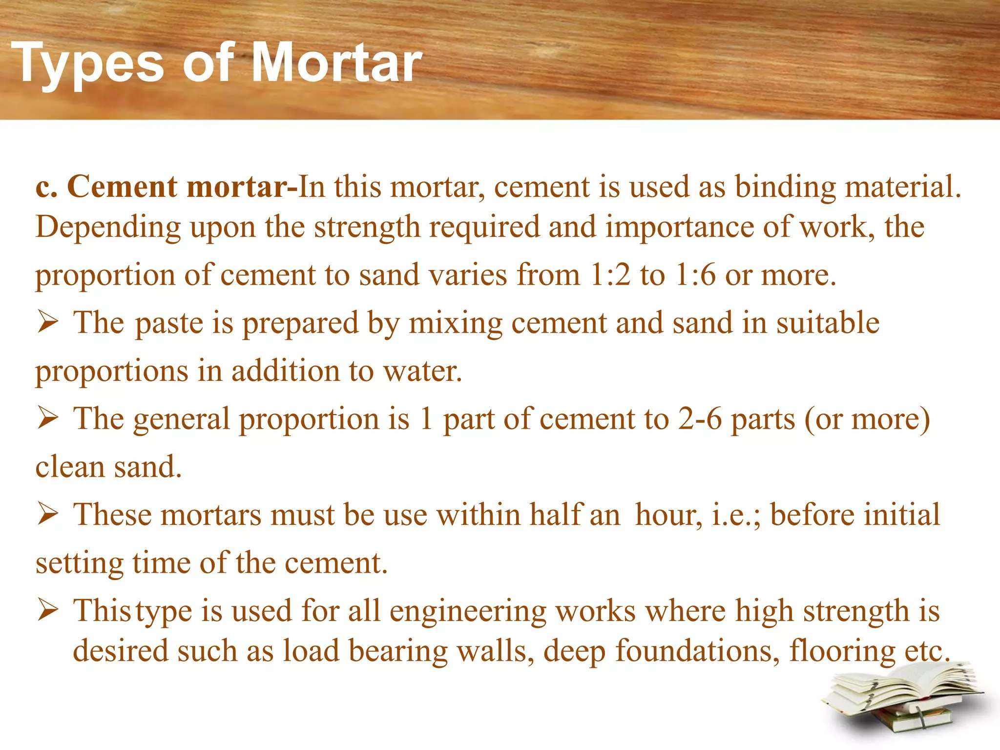 Types of Mortar
c. Cement mortar-In this mortar, cement is used as binding material.
Depending upon the strength required and importance of work, the
proportion of cement to sand varies from 1:2 to 1:6 or more.
➢ The paste is prepared by mixing cement and sand in suitable
proportions in addition to water.
➢ The general proportion is 1 part of cement to 2-6 parts (or more)
clean sand.
➢ These mortars must be use within half an hour, i.e.; before initial
setting time of the cement.
➢ This type is used for all engineering works where high strength is
desired such as load bearing walls, deep foundations, flooring etc.